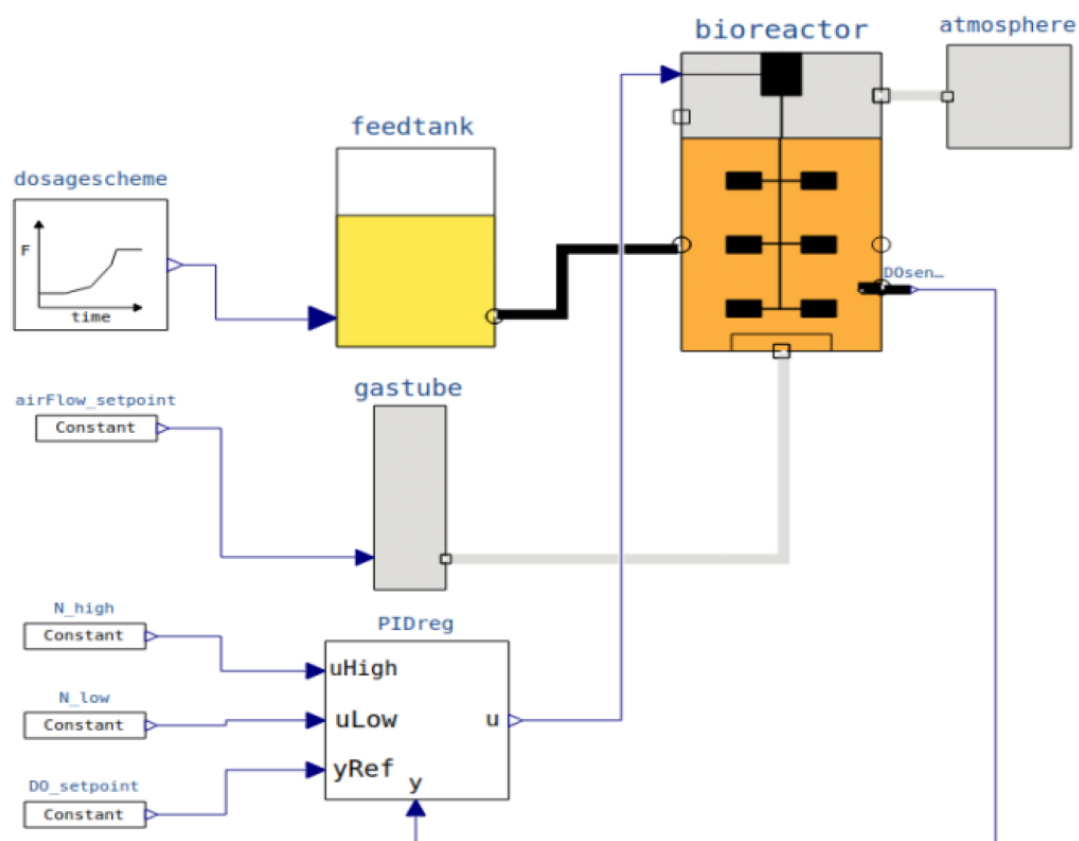 bioreactor
atmosphere
feedtank
dosagescheme
F
time
DOsen…
gastube
airFlow_setpoint
Constant
N_high
Constant
PIDreg
uHigh
N_low
Constant
uLow
u
yRef
y
DO_setpoint
Constant